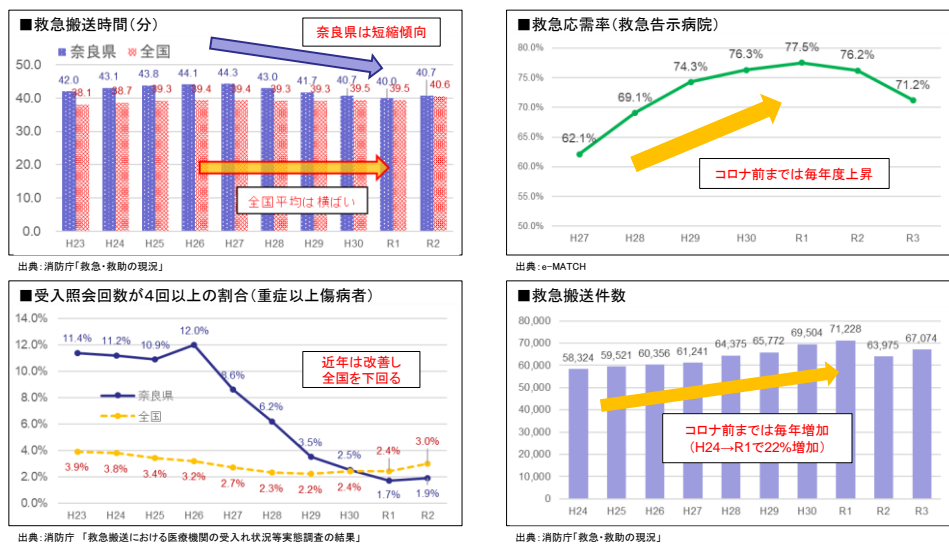 ■救急搬送時間(分)
奈良県は短縮傾向
奈良県 全国
50.0
40.0
30.0
20.0
10.0
0.0
42.0 43.1 43.8 44.1 44.3 43.0 41.7 40.7 40.0 40.7
38.1 38.7 39.3 39.4 39.4 39.3 39.3 39.5 39.5 40.6
全国平均は横ばい
H23 H24 H25 H26 H27 H28 H29 H30 R1 R2
出典:消防庁「救急・救助の現況」
■救急応需率(救急告示病院)
80.0%
75.0%
70.0%
65.0%
60.0%
55.0%
50.0%
62.1% 69.1% 74.3% 76.3% 77.5% 76.2% 71.2%
コロナ前までは毎年度上昇
H27 H28 H29 H30 R1 R2 R3
出典:e-MATCH
■受入照会回数が4回以上の割合(重症以上傷病者)
14.0%
12.0%
10.0%
8.0%
6.0%
4.0%
2.0%
0.0%
11.4% 11.2% 10.9% 12.0% 8.6% 6.2% 3.5% 2.5% 1.7% 1.9%
近年は改善し
全国を下回る
奈良県
全国
3.9% 3.8% 3.4% 3.2% 2.7% 2.3% 2.2% 2.4% 2.4% 3.0%
H23 H24 H25 H26 H27 H28 H29 H30 R1 R2
出典:消防庁 「救急搬送における医療機関の受入れ状況等実態調査の結果」
■救急搬送件数
80,000
70,000
60,000
50,000
40,000
30,000
20,000
10,000
0
58,324 59,521 60,356 61,241 64,375 65,772 69,504 71,228 63,975 67,074
コロナ前までは毎年増加
(H24→R1で22%増加)
H24 H25 H26 H27 H28 H29 H30 R1 R2 R3
出典:消防庁「救急・救助の現況」